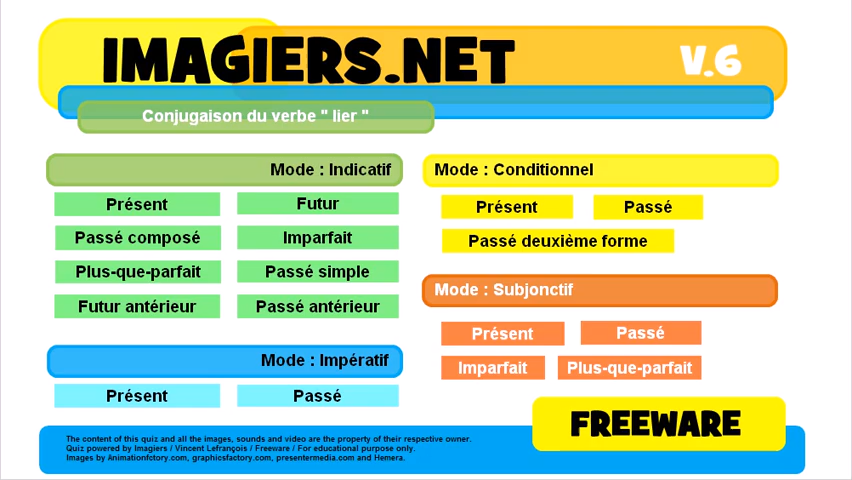 IMAGIERS.NET
V.6
Conjugaison du verbe " lier "
Mode : Indicatif
Présent
Futur
Passé composé
Imparfait
Plus-que-parfait
Passé simple
Futur antérieur
Passé antérieur
Mode : Impératif
Présent
Passé
Mode : Conditionnel
Présent
Passé
Passé deuxième forme
Mode : Subjonctif
Présent
Passé
Imparfait
Plus-que-parfait
FREEWARE
The content of this quiz and all the images, sounds and video are the property of their respective owner.
Quiz powered by Imagiers / Vincent Lefrançois / Freeware / For educational purpose only.
Images by Animationfctory.com, graphicsfactory.com, presentermedia.com and Hemera.